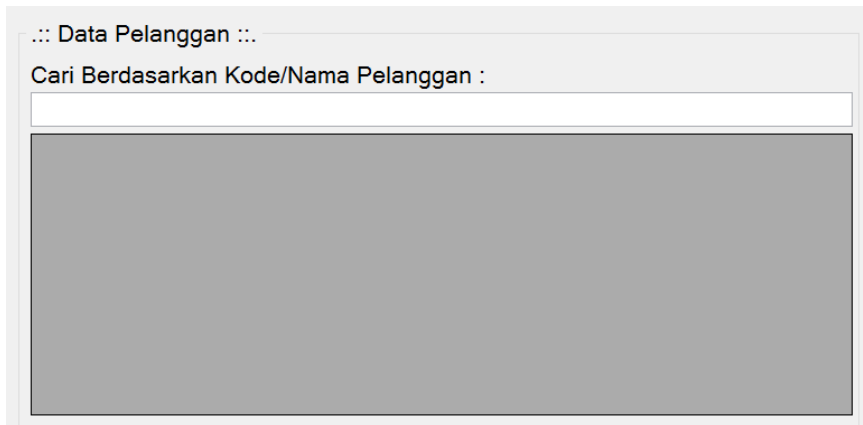 .:: Data Pelanggan ::.
Cari Berdasarkan Kode/Nama Pelanggan :